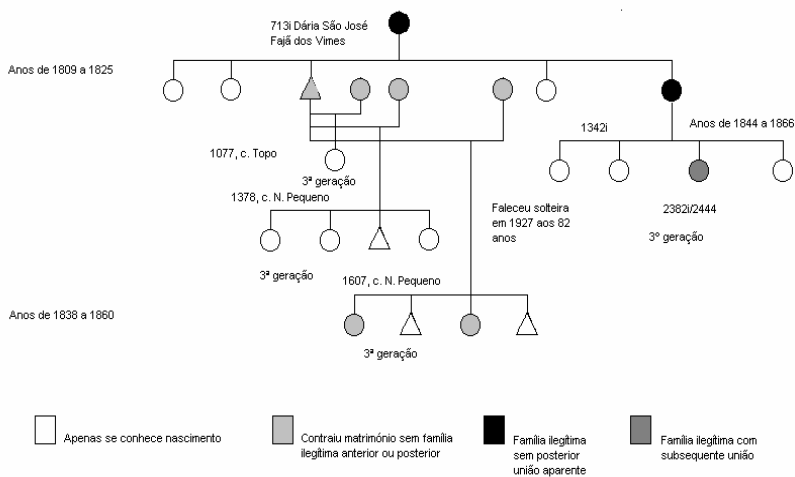 713i Dária São José
Fajã dos Vimes
Anos de 1809 a 1825
1342i
Anos de 1844 a 1866
1077, c. Topo
3ª geração
1378, c. N. Pequeno
Faleceu solteira
em 1927 aos 82
anos
2382i/2444
3º geração
3ª geração
1607, c. N. Pequeno
Anos de 1838 a 1860
3ª geração
Apenas se conhece nascimento
Contraiu matrimónio sem família
ilegítima anterior ou posterior
Família ilegítima
sem posterior
união aparente
Família ilegítima com
subsequente união